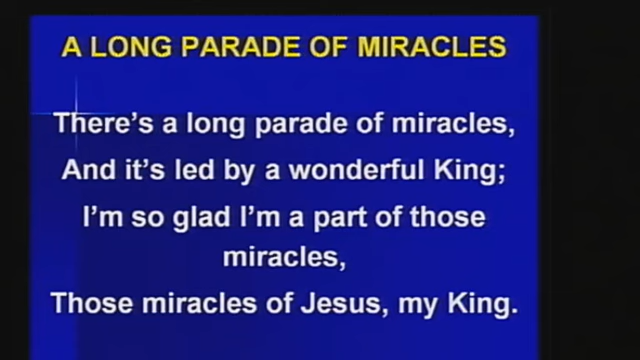 A LONG PARADE OF MIRACLES
There's a long parade of miracles,
And it's led by a wonderful King;
I'm so glad I'm a part of those
miracles,
Those miracles of Jesus, my King.